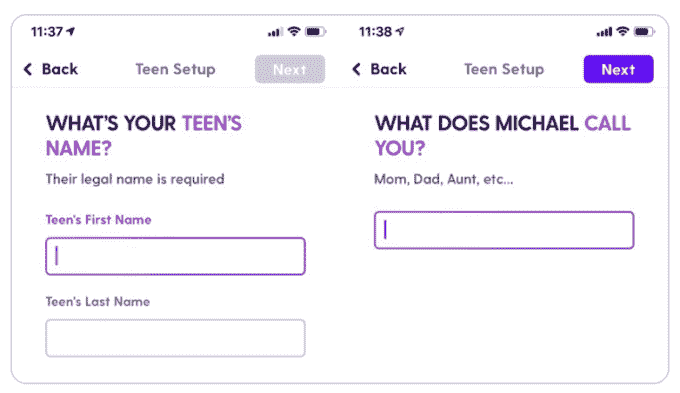 11:37
Back
Teen Setup
Next
WHAT'S YOUR TEEN'S
NAME?
Their legal name is required
Teen's First Name
Teen's Last Name
11:38
Back
Teen Setup
Next
WHAT DOES MICHAEL CALL
YOU?
Mom, Dad, Aunt, etc...